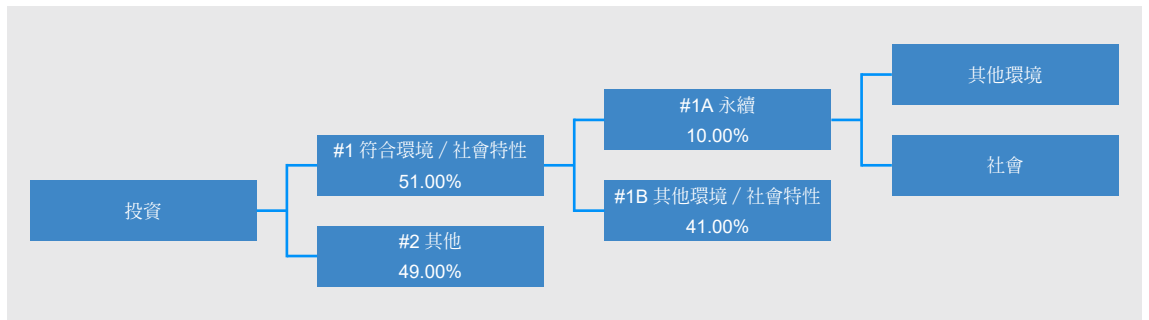 投資
#1 符合環境 / 社會特性
51.00%
#2 其他
49.00%
#1A 永續
10.00%
#1B 其他環境 / 社會特性
41.00%
其他環境
社會